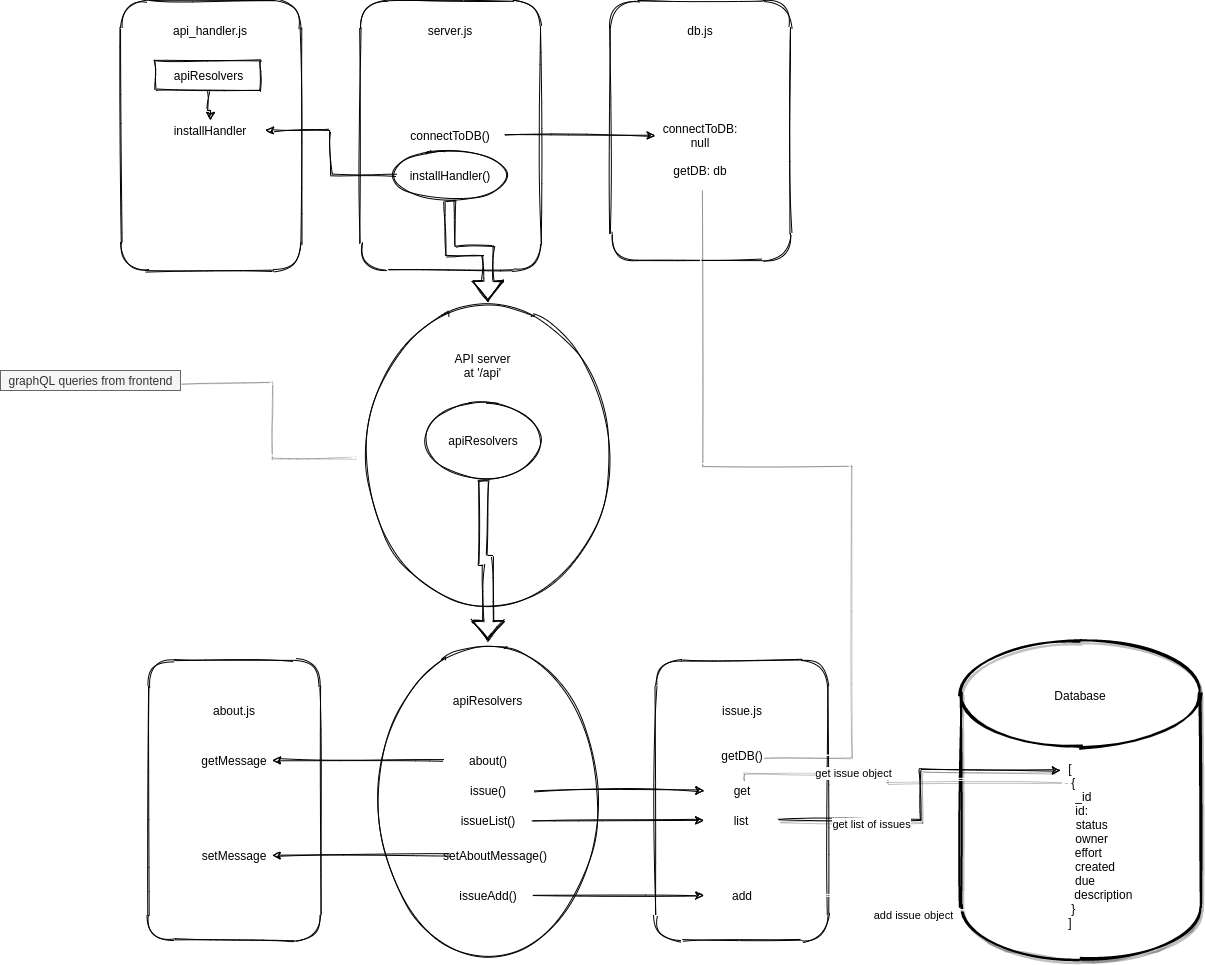 api_handler.js
apiResolvers
installHandler
server.js
connectToDB()
installHandler()
db.js
connectToDB:
null
getDB: db
API server
at '/api'
graphQL queries from frontend
apiResolvers
about.js
getMessage
setMessage
apiResolvers
about()
issue()
issueList()
setAboutMessage()
issueAdd()
issue.js
getDB()
get
list
add
get issue object
get list of issues
add issue object
Database
[
{
_id
id:
status
owner
effort
created
due
description
}
]